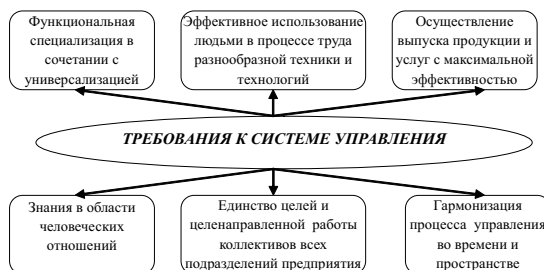 Функциональная
специализация в
сочетании с
универсализацией
Эффективное использование
людьми в процессе труда
разнообразной техники и
технологий
Осуществление
выпуска продукции и
услуг с максимальной
эффективностью
ТРЕБОВАНИЯ К СИСТЕМЕ УПРАВЛЕНИЯ
Знания в области
человеческих
отношений
Единство целей и
целенаправленной работы
коллективов всех
подразделений предприятия
Гармонизация
процесса управления
во времени и
пространстве